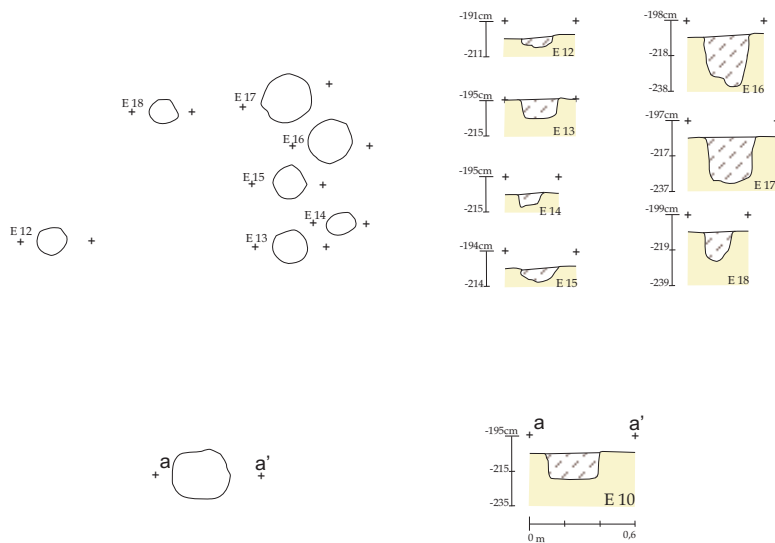 E 18
E 17
E 16
E 15
E 14
E 12
E 13
a
a'
-191cm
-211
E 12
-195cm
-215
E 13
-195cm
-215
E 14
-194cm
-214
E 15
-198cm
-218
-238
E 16
-197cm
-217
-237
E 17
-199cm
-219
-239
E 18
-195cm
a
a'
-215
-235
E 10
0 m
0,6